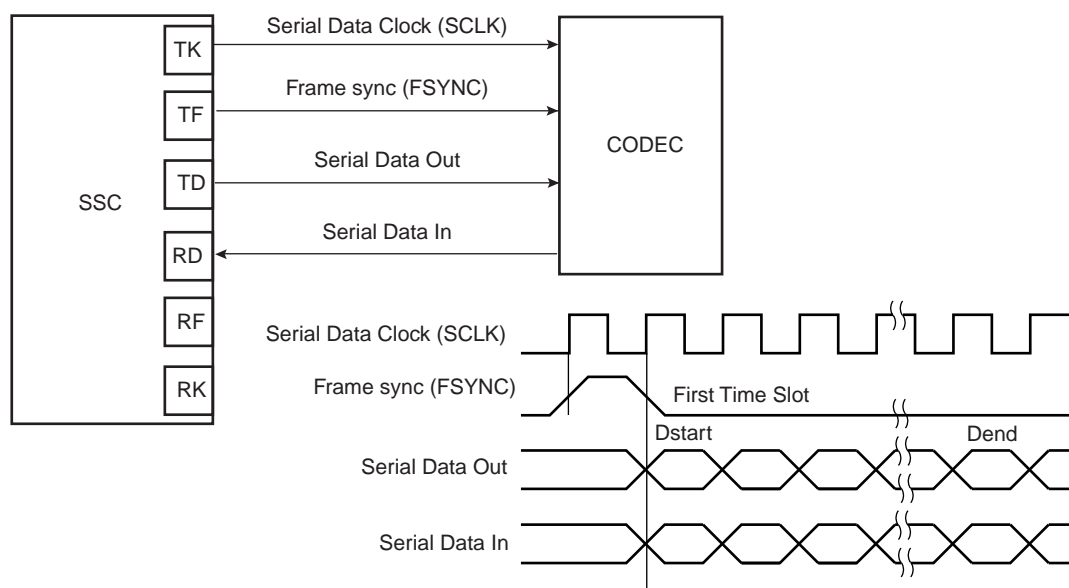 SSC
TK
TF
TD
RD
RF
RK
Serial Data Clock (SCLK)
Frame sync (FSYNC)
Serial Data Out
Serial Data In
CODEC
Serial Data Clock (SCLK)
Frame sync (FSYNC)
First Time Slot
Dstart
Dend
Serial Data Out
Serial Data In